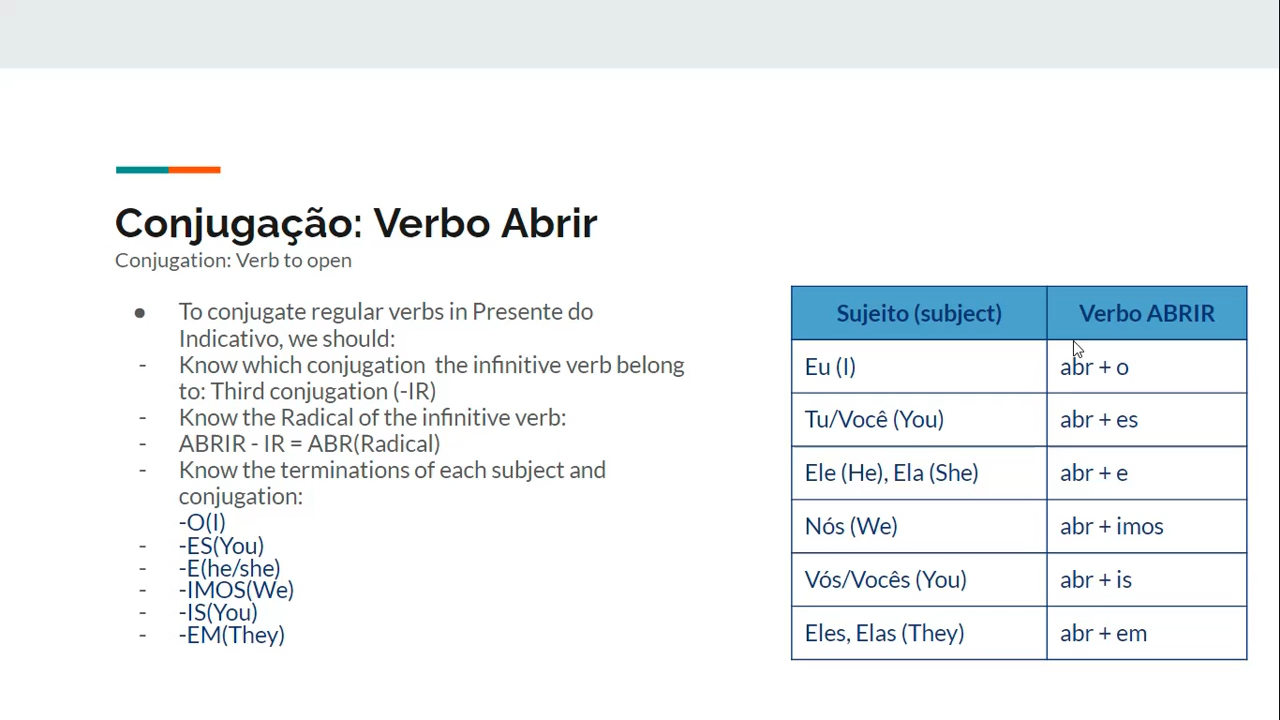 Conjugação: Verbo Abrir
Conjugation: Verb to open
● To conjugate regular verbs in Presente do
Indicativo, we should:
- Know which conjugation the infinitive verb belong
to: Third conjugation (-IR)
- Know the Radical of the infinitive verb:
- ABRIR - IR = ABR(Radical)
- Know the terminations of each subject and
conjugation:
-O(I)
- -ES(You)
- -E(he/she)
- -IMOS(We)
- -IS(You)
- -EM(They)
Sujeito (subject) Verbo ABRIR
Eu (I) abr + o
Tu/Você (You) abr + es
Ele (He), Ela (She) abr + e
Nós (We) abr + imos
Vós/Vocês (You) abr + is
Eles, Elas (They) abr + em